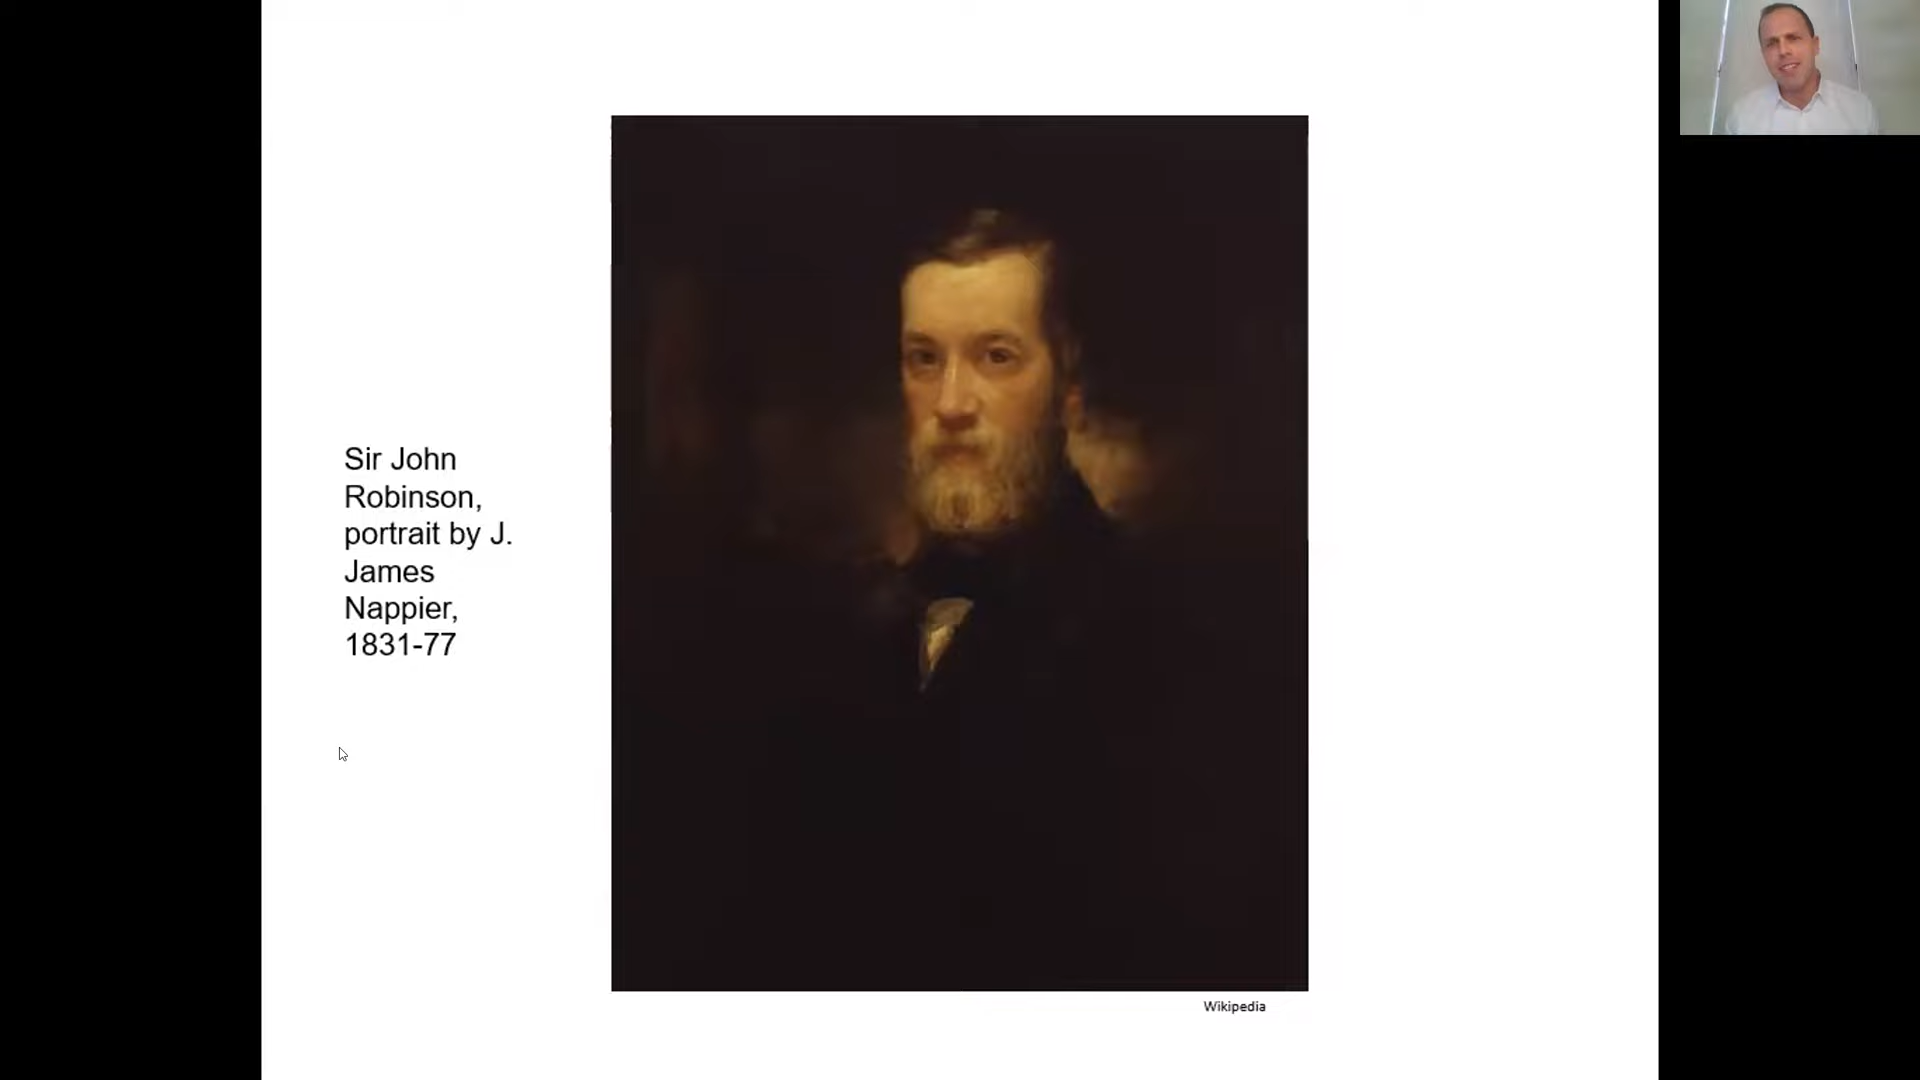 Sir John
Robinson,
portrait by J.
James
Nappier,
1831-77
Wikipedia